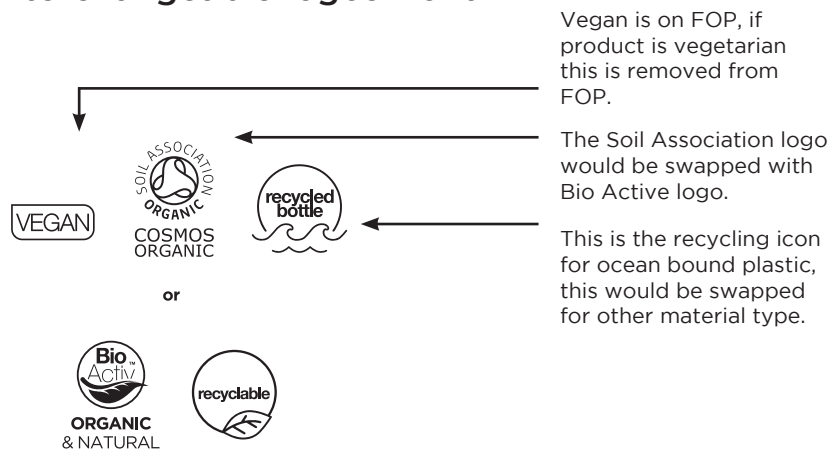 Vegan is on FOP, if
product is vegetarian
this is removed from
FOP.
The Soil Association logo
would be swapped with
Bio Active logo.
This is the recycling icon
for ocean bound plastic,
this would be swapped
for other material type.
VEGAN
SOIL ASSOCIATION
ORGANIC
COSMOS
ORGANIC
recycled
bottle
or
Bio
Activ™
ORGANIC
& NATURAL
recyclable